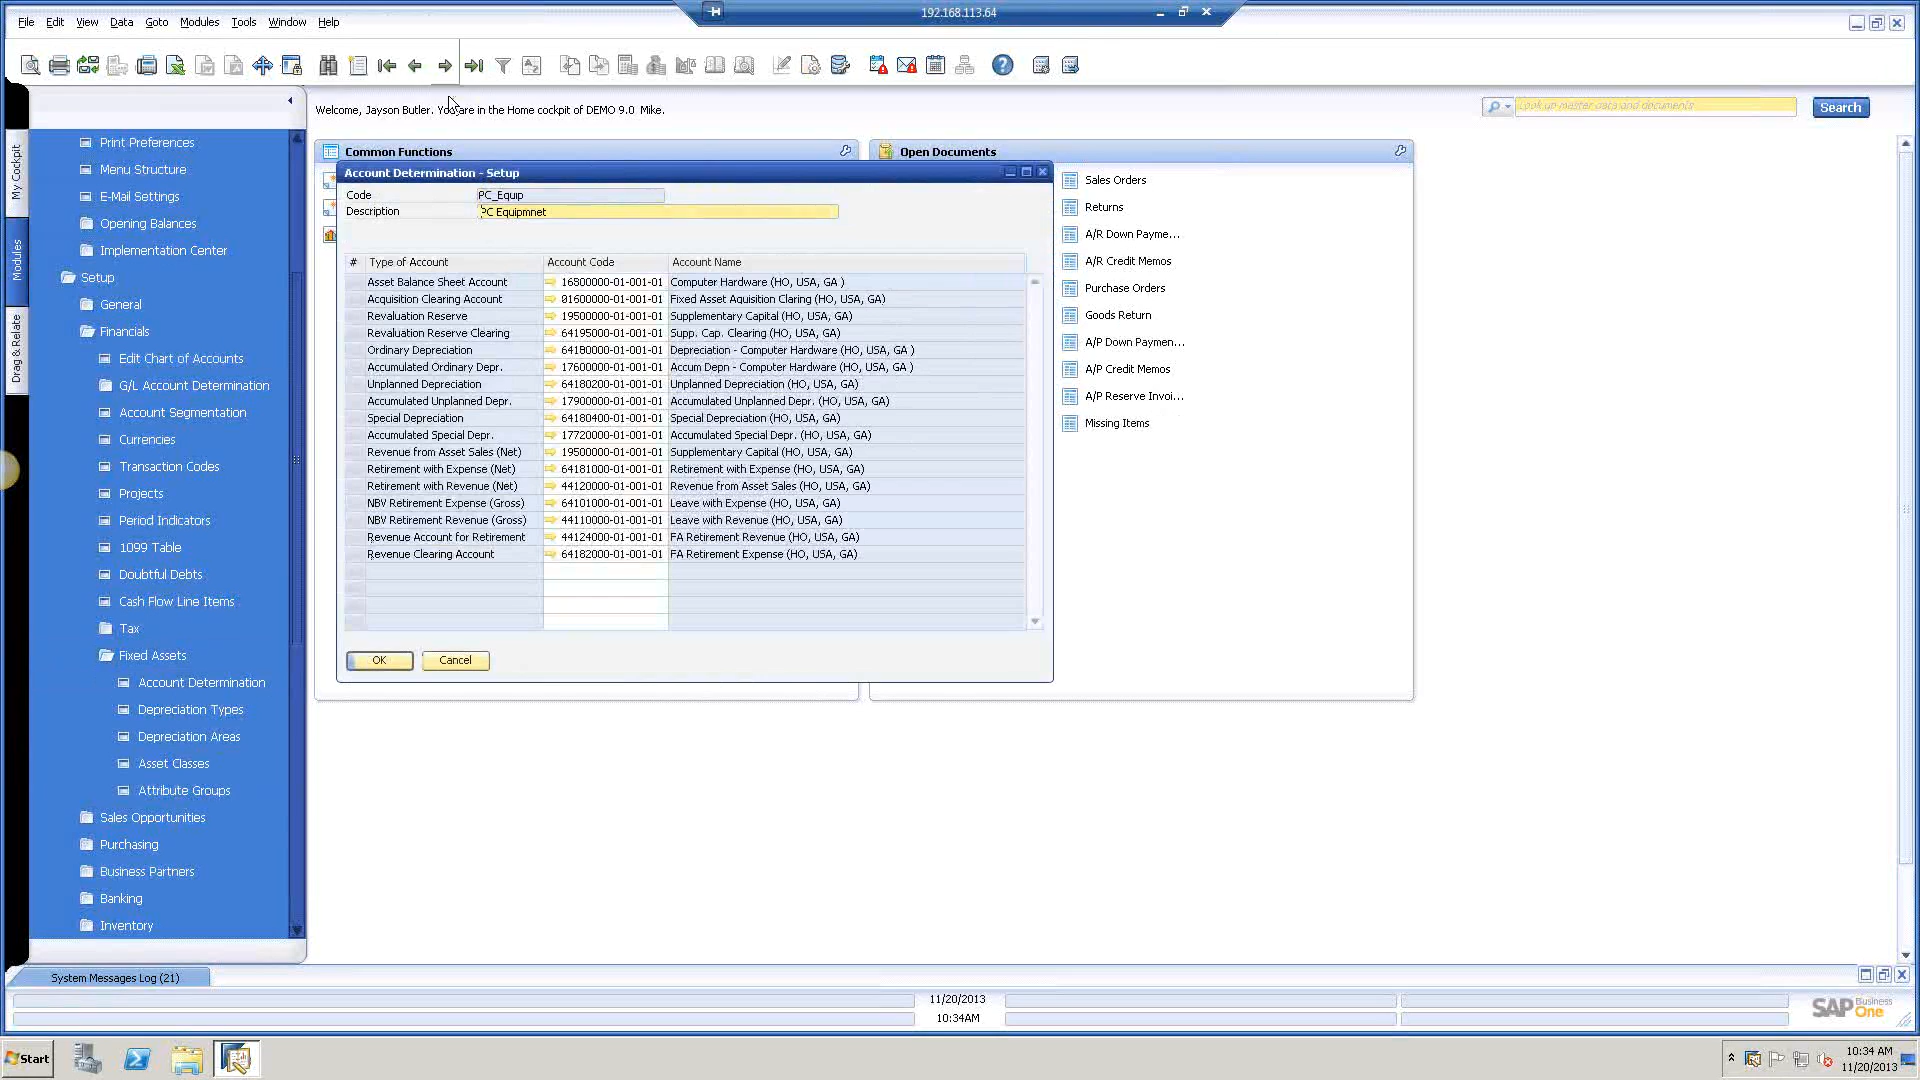 192.168.113.64
File Edit View Data Goto Modules Tools Window Help
Welcome, Jayson Butler. You are in the Home cockpit of DEMO 9.0 Mike.
Look up master data and documents
Search
My Cockpit
Modules
Drag & Relate
Print Preferences
Menu Structure
E-Mail Settings
Opening Balances
Implementation Center
Setup
General
Financials
Edit Chart of Accounts
G/L Account Determination
Account Segmentation
Currencies
Transaction Codes
Projects
Period Indicators
1099 Table
Doubtful Debts
Cash Flow Line Items
Tax
Fixed Assets
Account Determination
Depreciation Types
Depreciation Areas
Asset Classes
Attribute Groups
Sales Opportunities
Purchasing
Business Partners
Banking
Inventory
Common Functions
Account Determination - Setup
Code PC_Equip
Description PC Equipmnet
# Type of Account Account Code Account Name
Asset Balance Sheet Account 16800000-01-001-01 Computer Hardware (HO, USA, GA )
Acquisition Clearing Account 81600000-01-001-01 Fixed Asset Aquisition Claring (HO, USA, GA)
Revaluation Reserve 19500000-01-001-01 Supplementary Capital (HO, USA, GA)
Revaluation Reserve Clearing 64195000-01-001-01 Supp. Cap. Clearing (HO, USA, GA)
Ordinary Depreciation 64180000-01-001-01 Depreciation - Computer Hardware (HO, USA, GA )
Accumulated Ordinary Depr. 17600000-01-001-01 Accum Depn - Computer Hardware (HO, USA, GA )
Unplanned Depreciation 64180200-01-001-01 Unplanned Depreciation (HO, USA, GA)
Accumulated Unplanned Depr. 17900000-01-001-01 Accumulated Unplanned Depr. (HO, USA, GA)
Special Depreciation 64180400-01-001-01 Special Depreciation (HO, USA, GA)
Accumulated Special Depr. 17720000-01-001-01 Accumulated Special Depr. (HO, USA, GA)
Revenue from Asset Sales (Net) 19500000-01-001-01 Supplementary Capital (HO, USA, GA)
Retirement with Expense (Net) 64181000-01-001-01 Retirement with Expense (HO, USA, GA)
Retirement with Revenue (Net) 44120000-01-001-01 Revenue from Asset Sales (HO, USA, GA)
NBV Retirement Expense (Gross) 64101000-01-001-01 Leave with Expense (HO, USA, GA)
NBV Retirement Revenue (Gross) 44110000-01-001-01 Leave with Revenue (HO, USA, GA)
Revenue Account for Retirement 44124000-01-001-01 FA Retirement Revenue (HO, USA, GA)
Revenue Clearing Account 64182000-01-001-01 FA Retirement Expense (HO, USA, GA)
OK Cancel
Open Documents
Sales Orders
Returns
A/R Down Payme...
A/R Credit Memos
Purchase Orders
Goods Return
A/P Down Paymen...
A/P Credit Memos
A/P Reserve Invoi...
Missing Items
System Messages Log (21)
11/20/2013
10:34AM
SAP Business One
Start
10:34 AM
11/20/2013